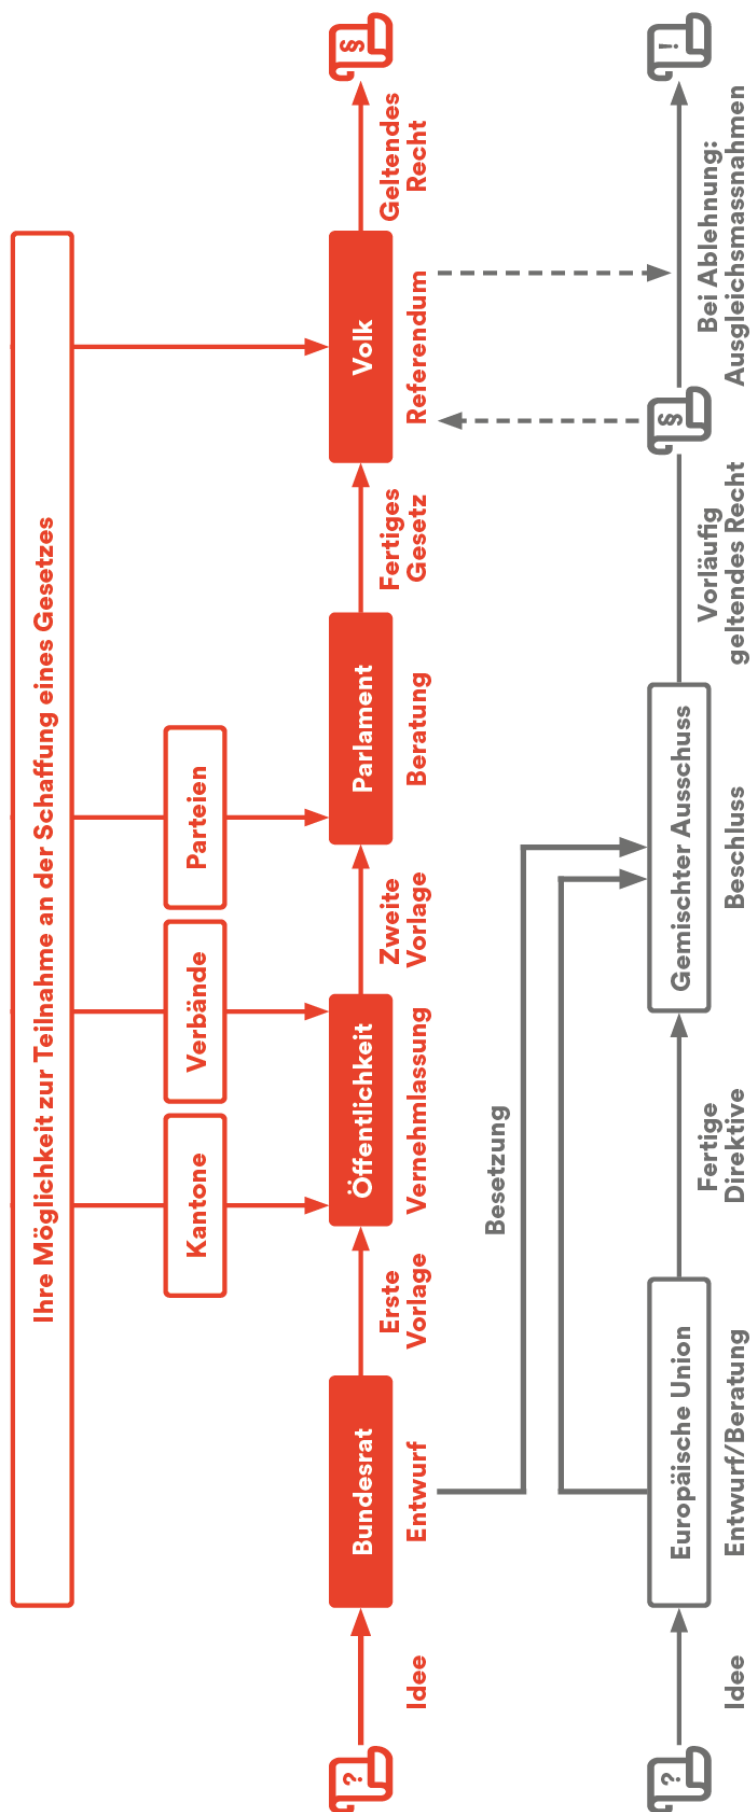 Ihre Möglichkeit zur Teilnahme an der Schaffung eines Gesetzes
Kantone
Verbände
Parteien
?
Idee
Bundesrat
Entwurf
Erste
Vorlage
Öffentlichkeit
Vernehmlassung
Zweite
Vorlage
Parlament
Beratung
Fertiges
Gesetz
Volk
Referendum
Geltendes
Recht
§
Besetzung
?
Idee
Europäische Union
Entwurf/Beratung
Fertige
Direktive
Gemischter Ausschuss
Beschluss
Vorläufig
geltendes Recht
§
Bei Ablehnung:
Ausgleichsmassnahmen
!